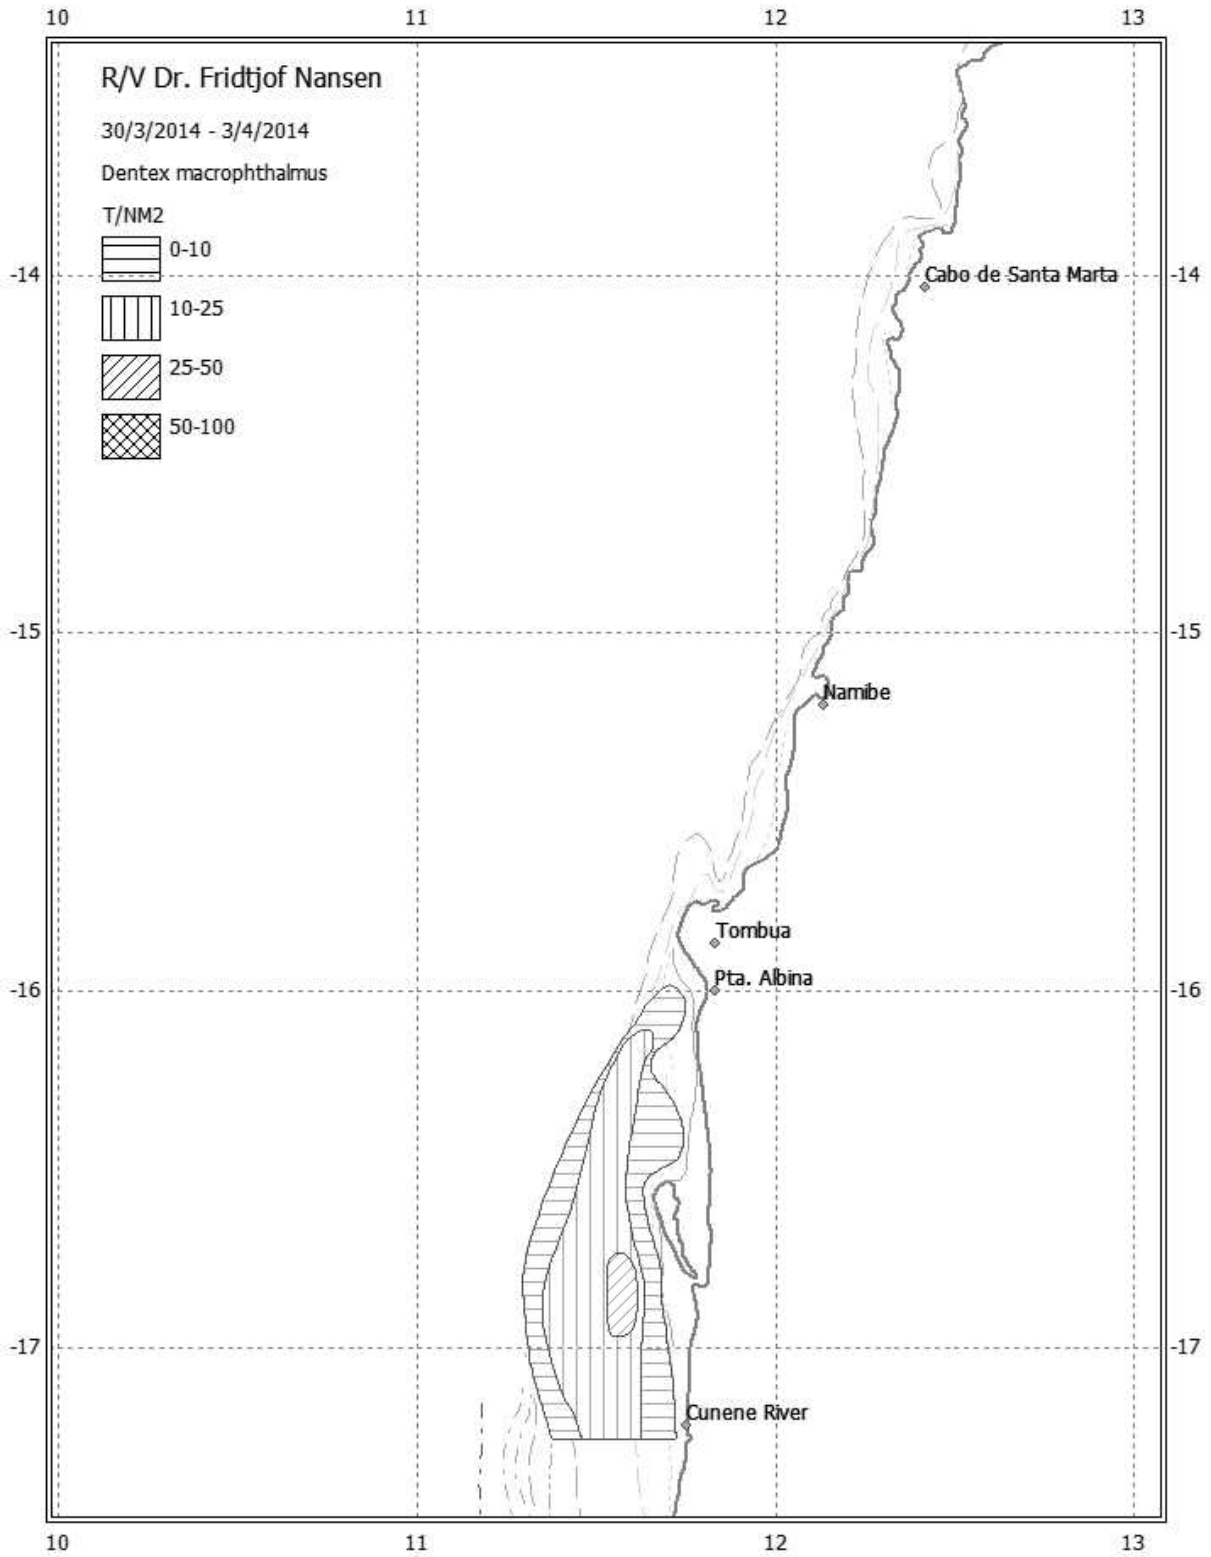 10 11 12 13
R/V Dr. Fridtjof Nansen
30/3/2014 - 3/4/2014
Dentex macrophthalmus
T/NM2
0-10
-14 Cabo de Santa Marta -14
10-25
25-50
50-100
-15 -15
Namibe
Tombua
Pta. Albina
-16 -16
-17 -17
Cunene River
10 11 12 13